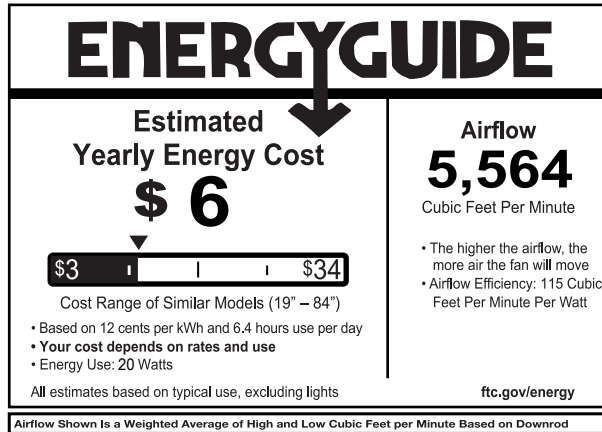 ENERGYGUIDE
Estimated
Yearly Energy Cost
$ 6
$3 $34
Cost Range of Similar Models (19” – 84”)
• Based on 12 cents per kWh and 6.4 hours use per day
• Your cost depends on rates and use
• Energy Use: 20 Watts
All estimates based on typical use, excluding lights
Airflow
5,564
Cubic Feet Per Minute
• The higher the airflow, the
more air the fan will move
• Airflow Efficiency: 115 Cubic
Feet Per Minute Per Watt
ftc.gov/energy
Airflow Shown Is a Weighted Average of High and Low Cubic Feet per Minute Based on Downrod